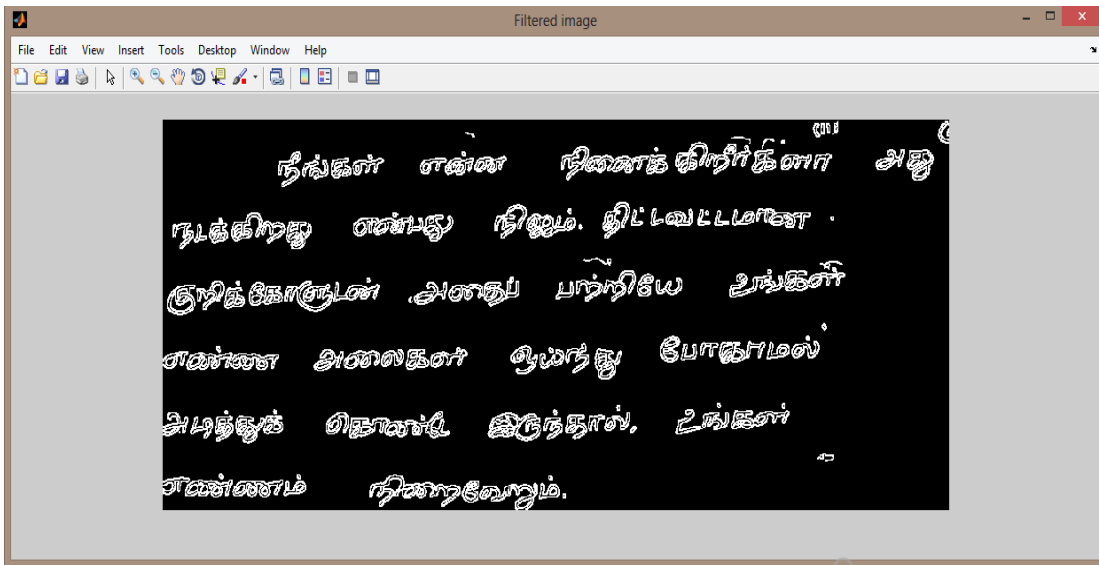 Filtered image
File Edit View Insert Tools Desktop Window Help
நீங்கள் என்ன நினைக் கிறீர்களோ அது
நடக்கிறது என்பது நிஜம். திட்டவட்டமான
குறிக்கோளுடன் அதைப் பற்றியே உங்கள்
எண்ண அலைகள் ஓய்ந்து போகாமல்
அடித்துக் கொண்டே இருந்தால், உங்கள்
எண்ணம் நிறைவேறும்.